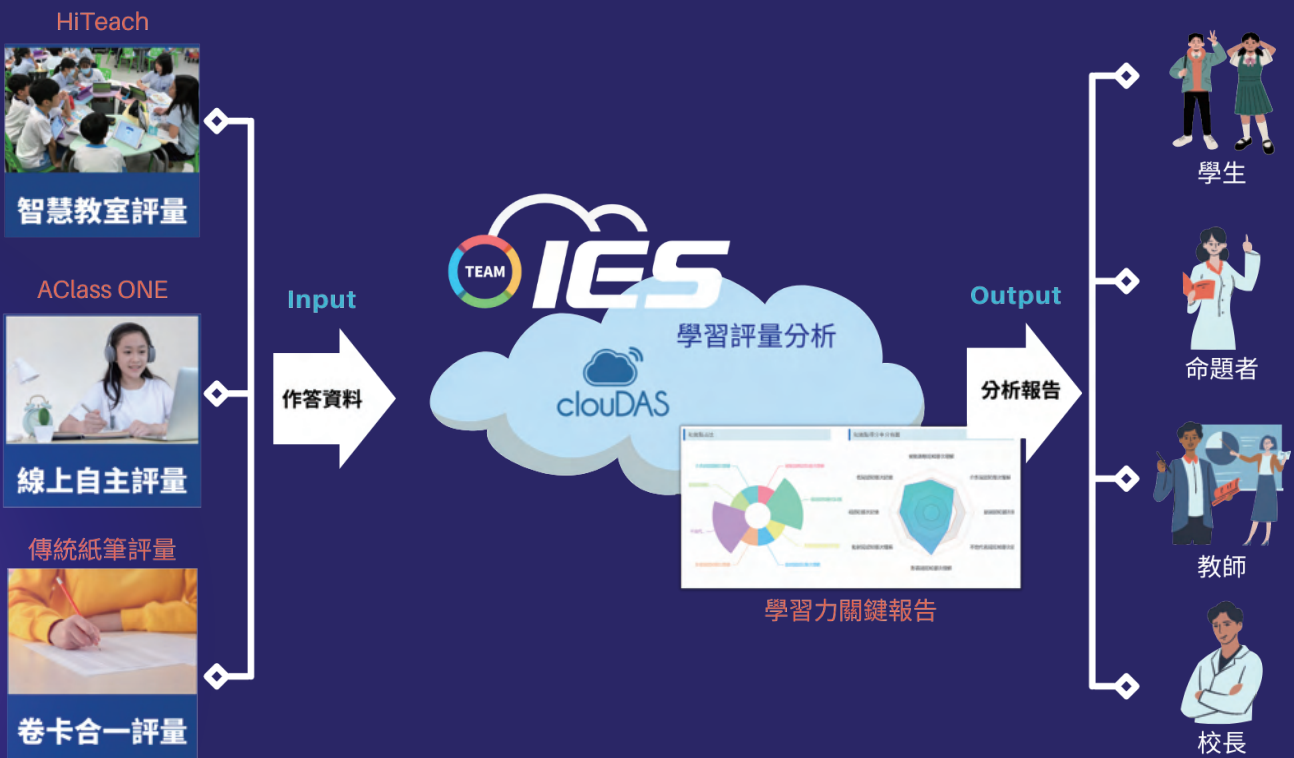 HiTeach
智慧教室評量
AClass ONE
線上自主評量
傳統紙筆評量
卷卡合一評量
Input
作答資料
TEAM
IES
學習評量分析
clouDAS
學習力關鍵報告
Output
分析報告
學生
命題者
教師
校長